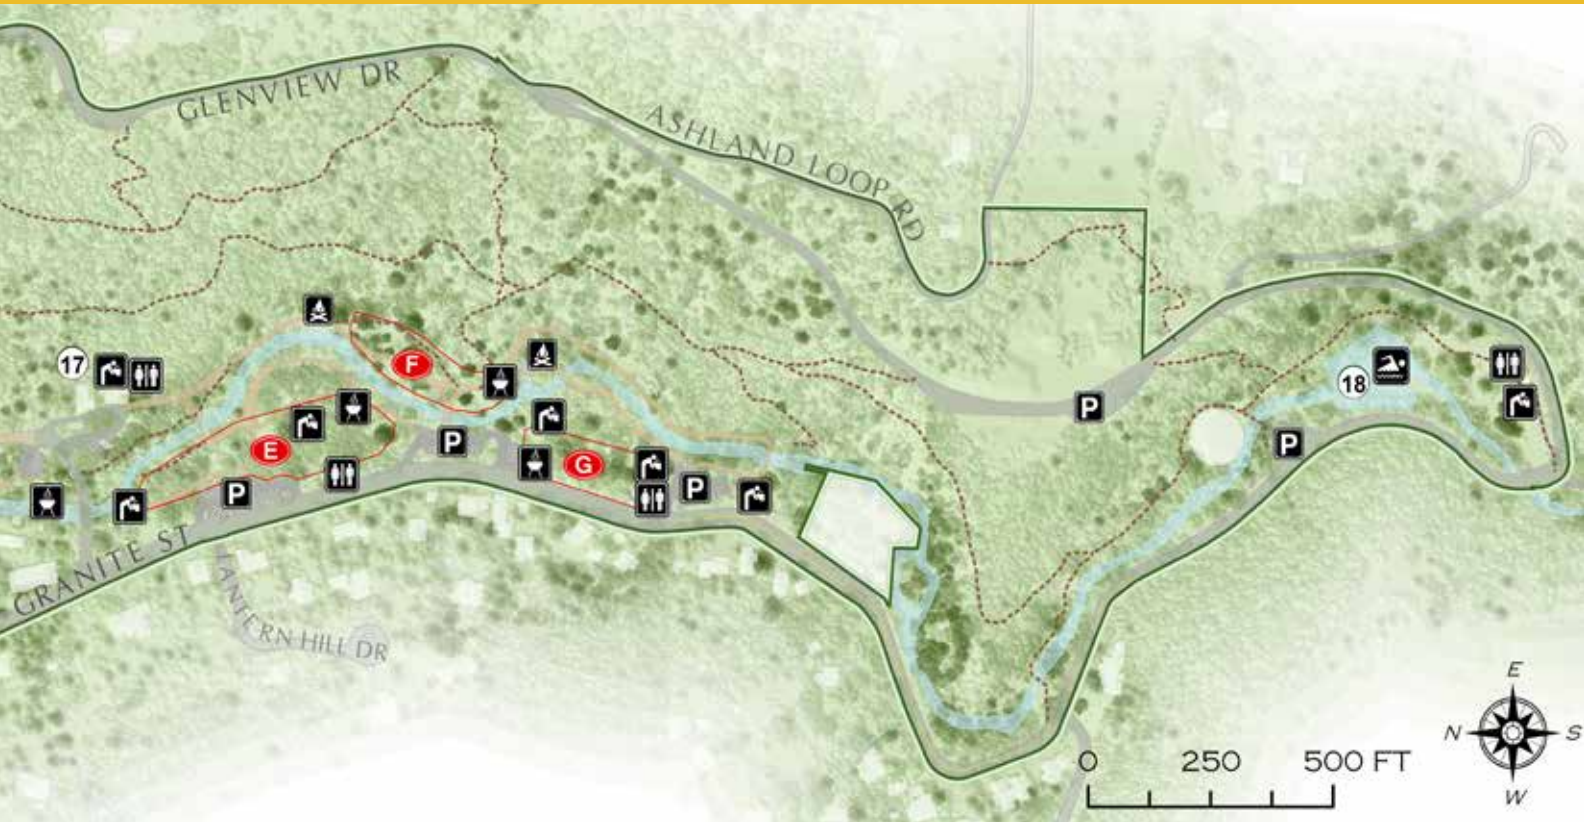 GLENVIEW DR
ASHLAND LOOP RD
17
F
18
P
E
P
G
P
P
P
GRANITE ST
LANTERN HILL DR
E
N
S
W
0 250 500 FT